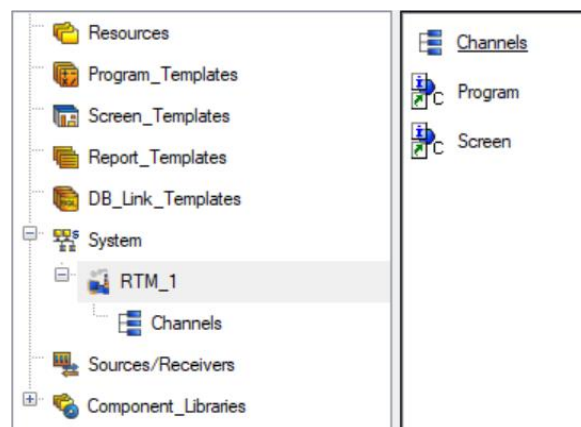 Resources
Program_Templates
Screen_Templates
Report_Templates
DB_Link_Templates
System
RTM_1
Channels
Sources/Receivers
Component_Libraries
Channels
Program
Screen